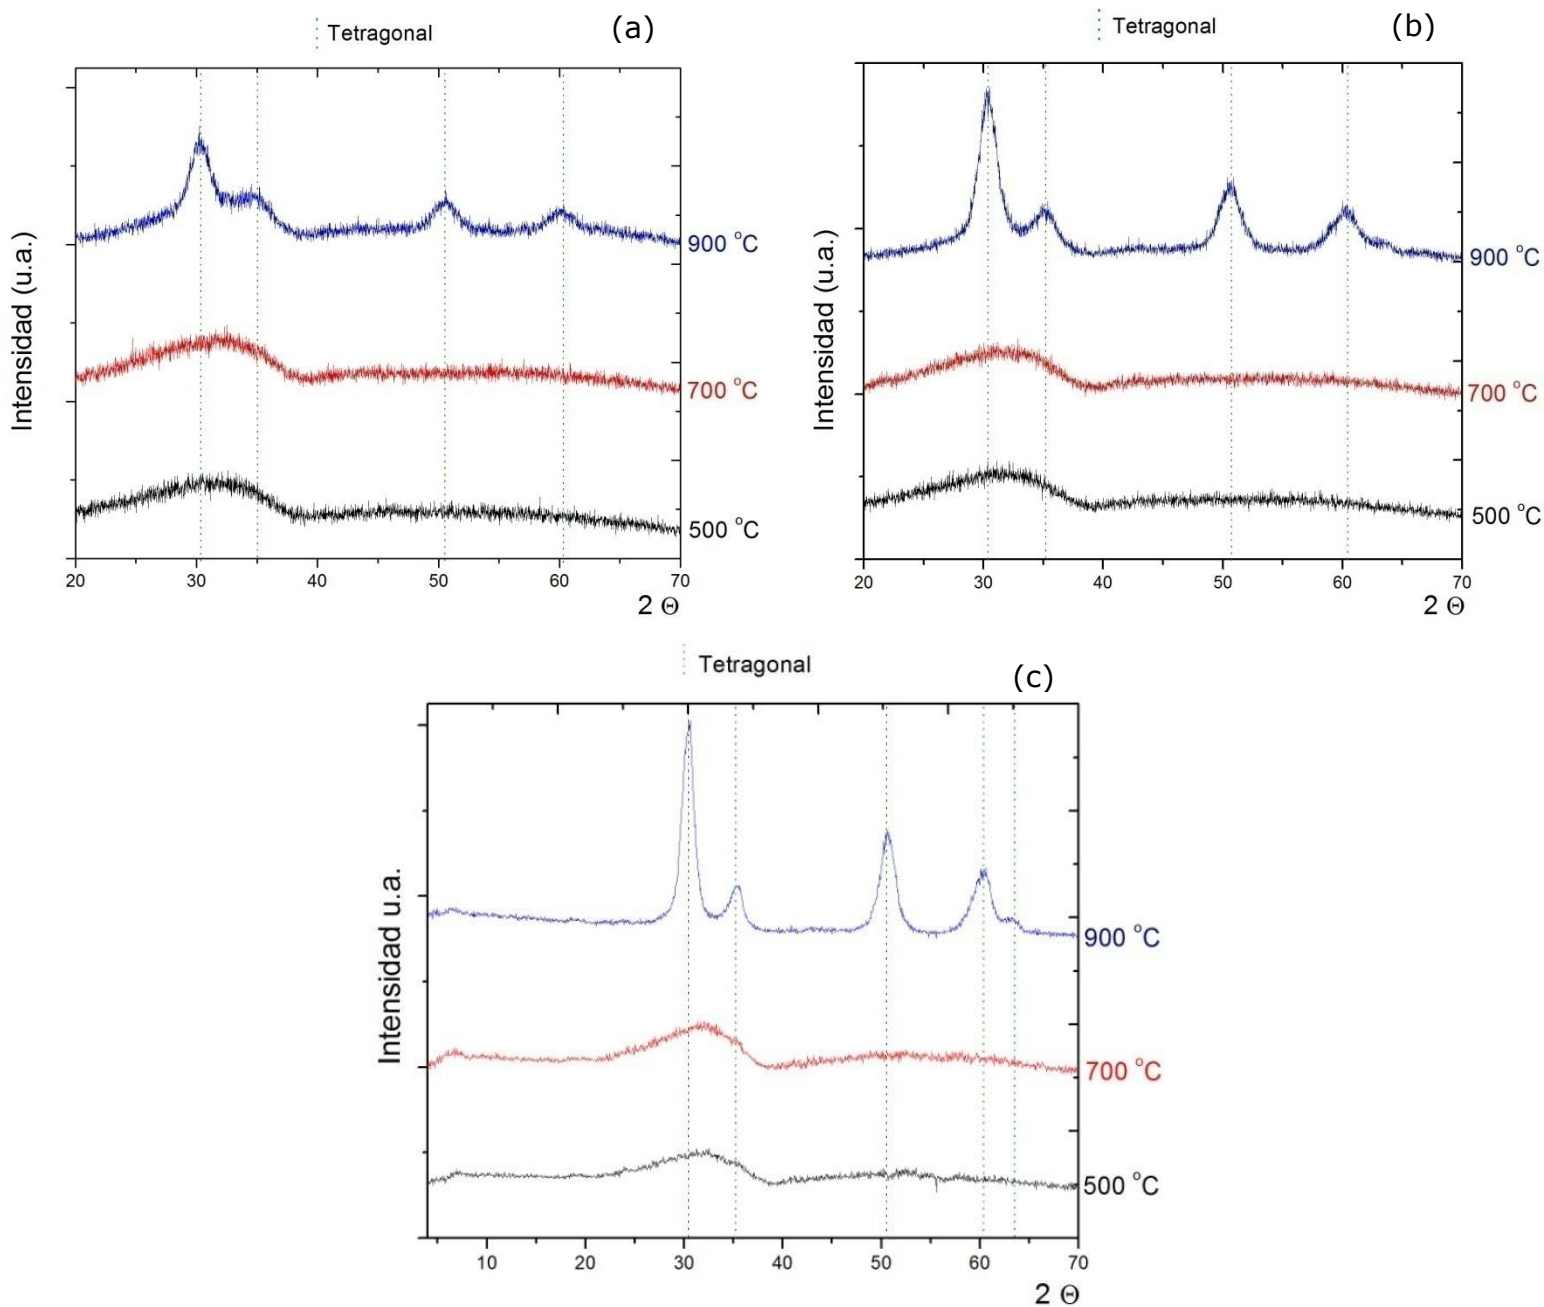 Tetragonal (a)
Intensidad (u.a.)
900 °C
700 °C
500 °C
20 30 40 50 60 70
2 Θ
Tetragonal (b)
Intensidad (u.a.)
900 °C
700 °C
500 °C
20 30 40 50 60 70
2 Θ
Tetragonal (c)
Intensidad u.a.
900 °C
700 °C
500 °C
10 20 30 40 50 60 70
2 Θ